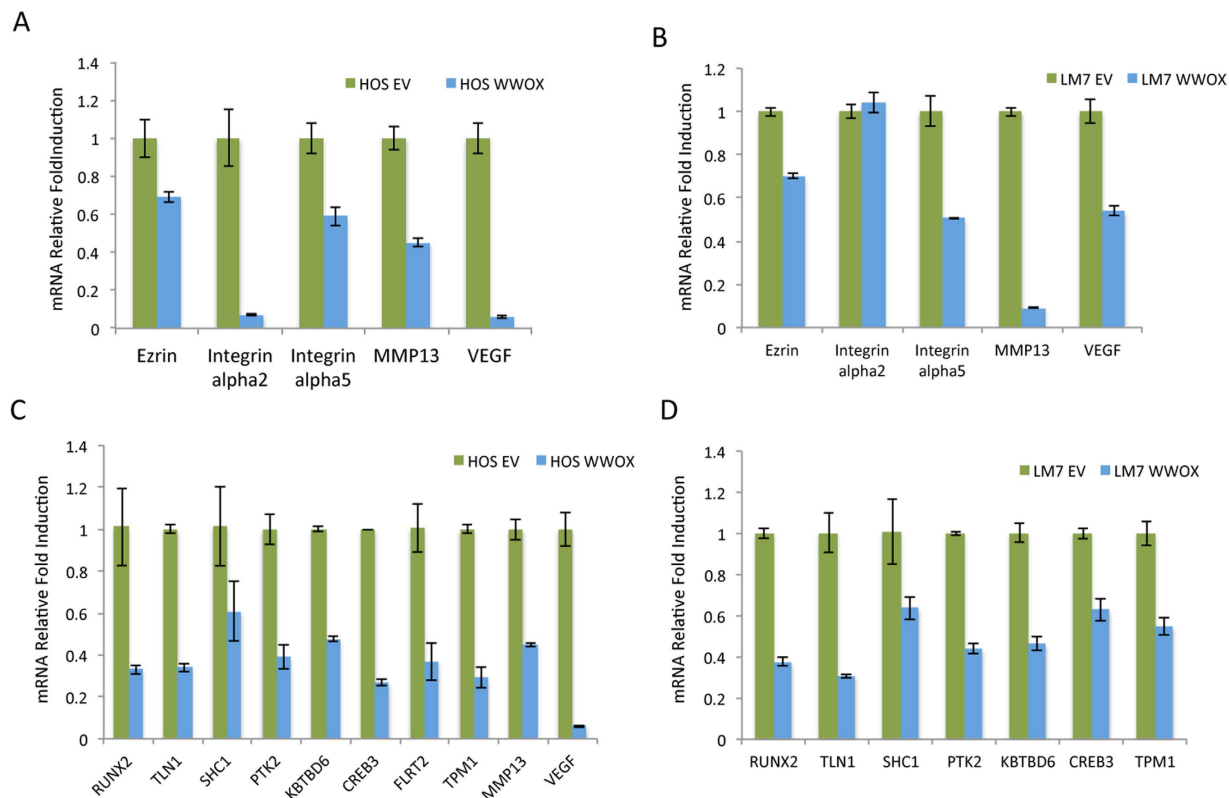 A
mRNA Relative Fold Induction
1.4
1.2
1
0.8
0.6
0.4
0.2
0
HOS EV HOS WWOX
Ezrin Integrin Integrin MMP13 VEGF
alpha2 alpha5
B
mRNA Relative FoldInduction
1.2
1
0.8
0.6
0.4
0.2
0
LM7 EV LM7 WWOX
Ezrin Integrin Integrin MMP13 VEGF
alpha2 alpha5
C
mRNA Relative Fold Induction
1.4
1.2
1
0.8
0.6
0.4
0.2
0
HOS EV HOS WWOX
RUNX2
TLN1
SHC1
PTK2
KBTBD6
CREB3
FLRT2
TPM1
MMP13
VEGF
D
mRNA Relative Fold Induction
1.4
1.2
1
0.8
0.6
0.4
0.2
0
LM7 EV LM7 WWOX
RUNX2 TLN1 SHC1 PTK2 KBTBD6 CREB3 TPM1